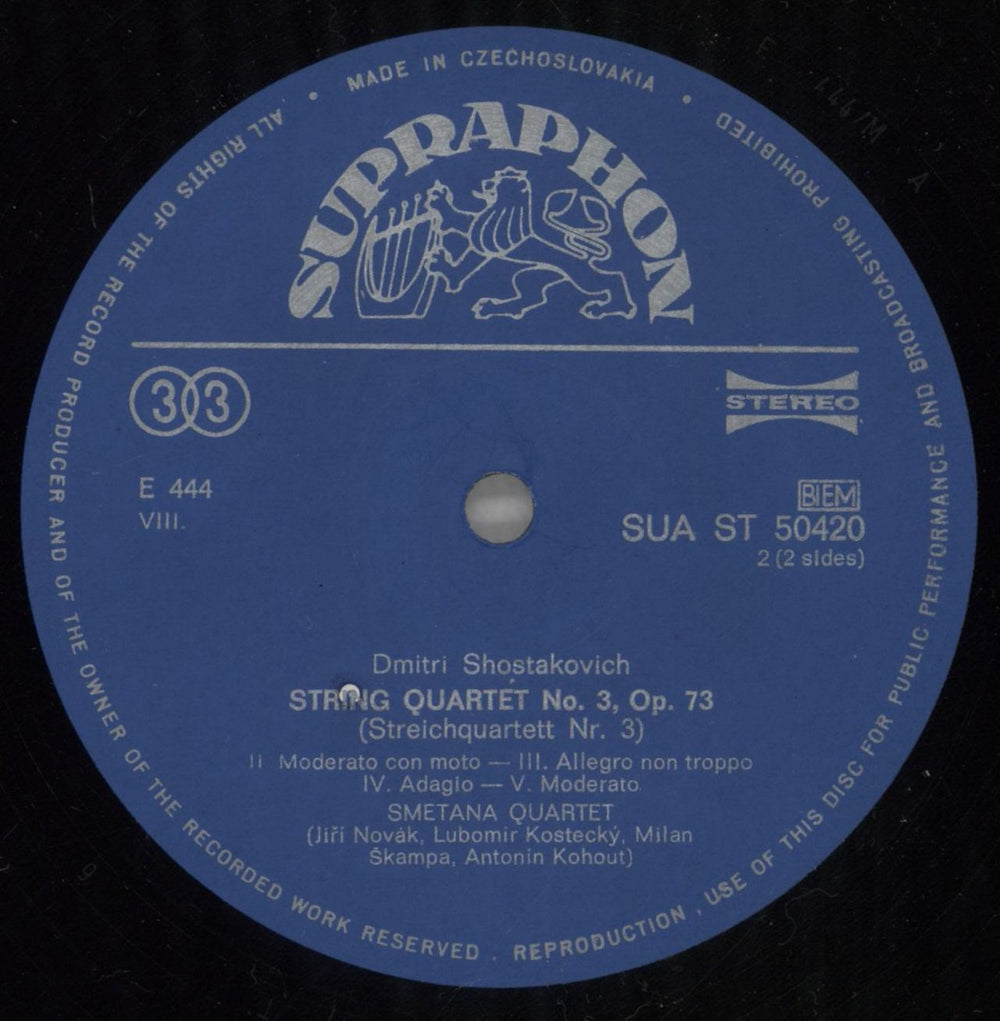 MADE IN CZECHOSLOVAKIA
SUPRAPHON
33
STEREO
E 444
VIII.
BIEM
SUA ST 50420
2 (2 sides)
Dmitri Shostakovich
STRING QUARTET No. 3, Op. 73
(Streichquartett Nr. 3)
II Moderato con moto — III. Allegro non troppo
IV. Adagio — V. Moderato
SMETANA QUARTET
(Jiří Novák, Lubomír Kostecký, Milan
Škampa, Antonín Kohout)
ALL RIGHTS OF THE RECORD PRODUCER AND OF THE OWNER OF THE RECORDED WORK RESERVED . REPRODUCTION , USE OF THIS DISC FOR PUBLIC PERFORMANCE AND BROADCASTING PROHIBITED